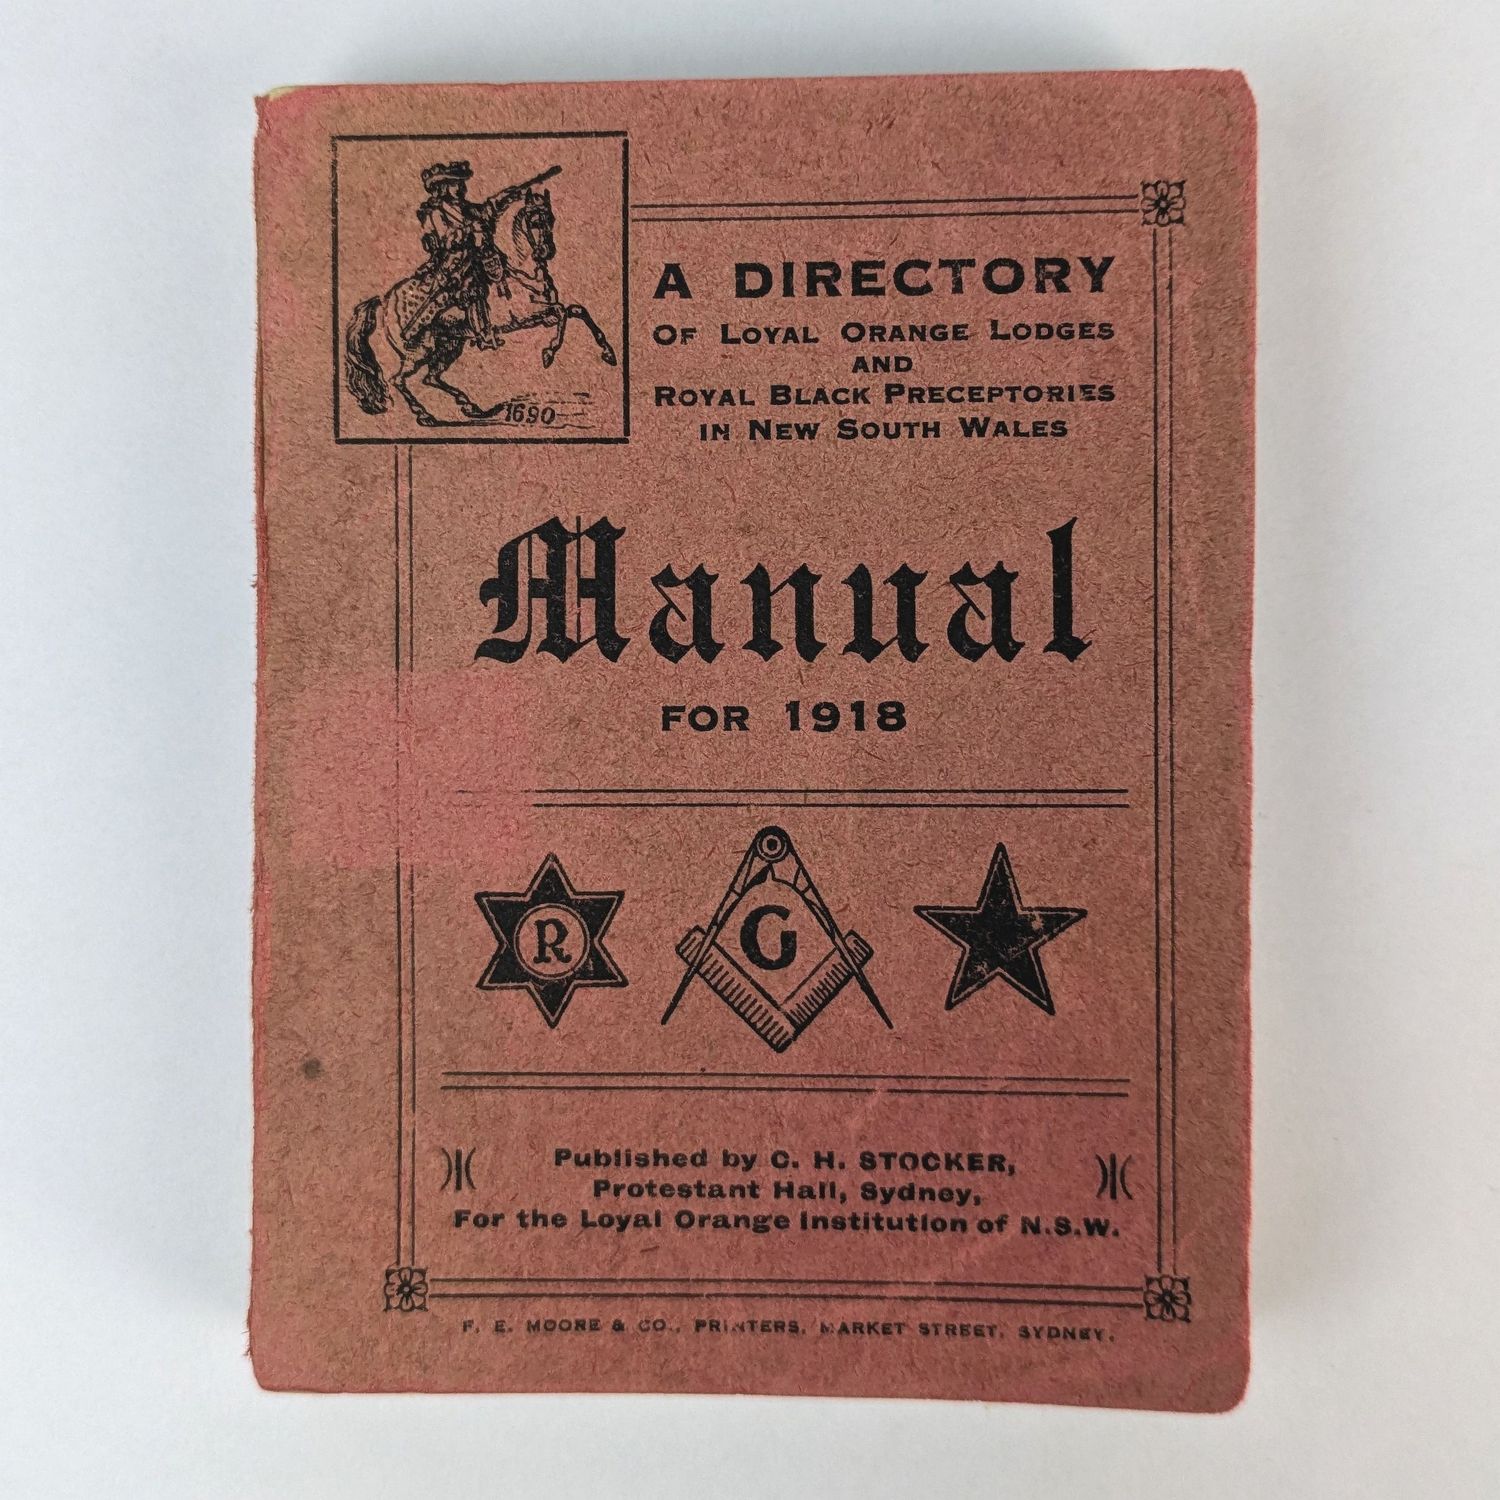 1690
A DIRECTORY
OF LOYAL ORANGE LODGES
AND
ROYAL BLACK PRECEPTORIES
IN NEW SOUTH WALES
Manual
FOR 1918
R
G
Published by C. H. STOCKER,
Protestant Hall, Sydney,
For the Loyal Orange Institution of N.S.W.
F. E. MOORE & CO., PRINTERS, MARKET STREET, SYDNEY.